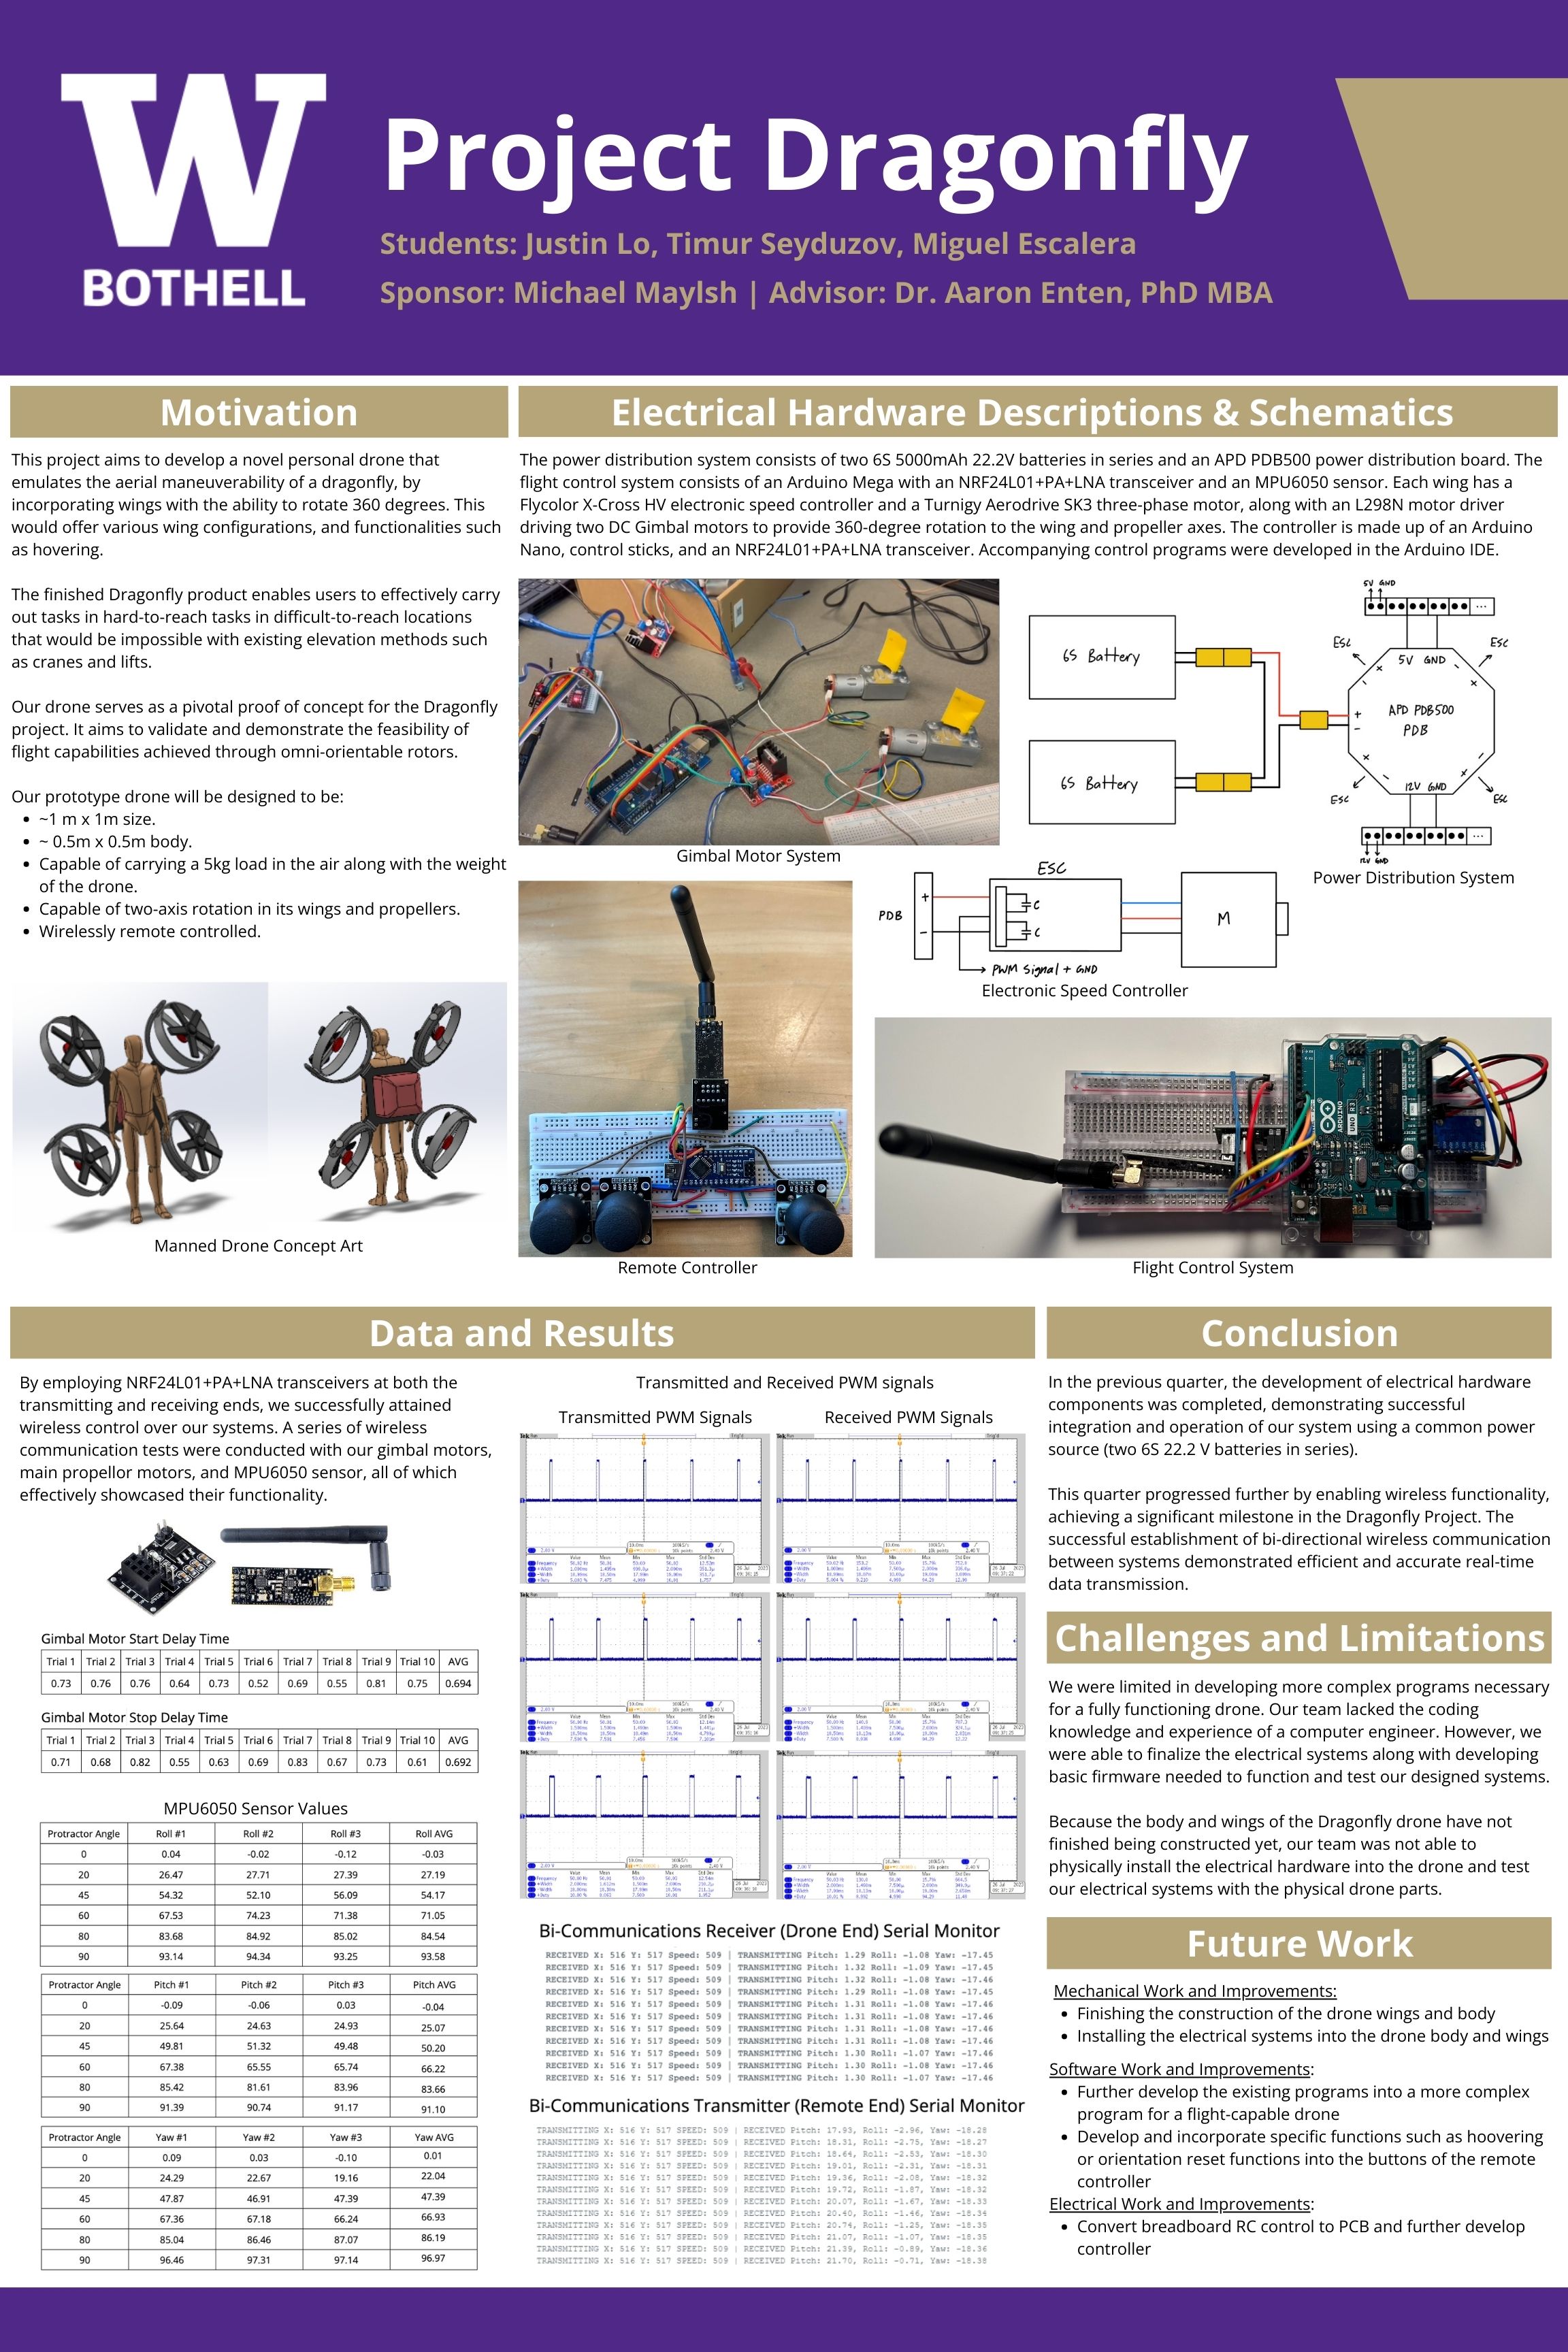 W
BOTHELL
Project Dragonfly
Students: Justin Lo, Timur Seyduzov, Miguel Escalera
Sponsor: Michael Maylsh | Advisor: Dr. Aaron Enten, PhD MBA
Motivation
This project aims to develop a novel personal drone that
emulates the aerial maneuverability of a dragonfly, by
incorporating wings with the ability to rotate 360 degrees. This
would offer various wing configurations, and functionalities such
as hovering.
The finished Dragonfly product enables users to effectively carry
out tasks in hard-to-reach tasks in difficult-to-reach locations
that would be impossible with existing elevation methods such
as cranes and lifts.
Our drone serves as a pivotal proof of concept for the Dragonfly
project. It aims to validate and demonstrate the feasibility of
flight capabilities achieved through omni-orientable rotors.
Our prototype drone will be designed to be:
• ~1 m x 1m size.
• ~ 0.5m x 0.5m body.
• Capable of carrying a 5kg load in the air along with the weight
of the drone.
• Capable of two-axis rotation in its wings and propellers.
• Wirelessly remote controlled.
Manned Drone Concept Art
Electrical Hardware Descriptions & Schematics
The power distribution system consists of two 6S 5000mAh 22.2V batteries in series and an APD PDB500 power distribution board. The
flight control system consists of an Arduino Mega with an NRF24L01+PA+LNA transceiver and an MPU6050 sensor. Each wing has a
Flycolor X-Cross HV electronic speed controller and a Turnigy Aerodrive SK3 three-phase motor, along with an L298N motor driver
driving two DC Gimbal motors to provide 360-degree rotation to the wing and propeller axes. The controller is made up of an Arduino
Nano, control sticks, and an NRF24L01+PA+LNA transceiver. Accompanying control programs were developed in the Arduino IDE.
Gimbal Motor System
5V GND
6S Battery
6S Battery
ESC
ESC
5V GND
+
-
APD PDB500
PDB
12V GND
ESC
ESC
12V GND
Power Distribution System
ESC
PDB
+
-
C
C
M
PWM Signal + GND
Electronic Speed Controller
Remote Controller
ARDUINO
UNO R3
Flight Control System
Data and Results
By employing NRF24L01+PA+LNA transceivers at both the
transmitting and receiving ends, we successfully attained
wireless control over our systems. A series of wireless
communication tests were conducted with our gimbal motors,
main propellor motors, and MPU6050 sensor, all of which
effectively showcased their functionality.
Gimbal Motor Start Delay Time
Trial 1 Trial 2 Trial 3 Trial 4 Trial 5 Trial 6 Trial 7 Trial 8 Trial 9 Trial 10 AVG
0.73 0.76 0.76 0.64 0.73 0.52 0.69 0.55 0.81 0.75 0.694
Gimbal Motor Stop Delay Time
Trial 1 Trial 2 Trial 3 Trial 4 Trial 5 Trial 6 Trial 7 Trial 8 Trial 9 Trial 10 AVG
0.71 0.68 0.82 0.55 0.63 0.69 0.83 0.67 0.73 0.61 0.692
MPU6050 Sensor Values
Protractor Angle Roll #1 Roll #2 Roll #3 Roll AVG
0 0.04 -0.02 -0.12 -0.03
20 26.47 27.71 27.39 27.19
45 54.32 52.10 56.09 54.17
60 67.53 74.23 71.38 71.05
80 83.68 84.92 85.02 84.54
90 93.14 94.34 93.25 93.58
Protractor Angle Pitch #1 Pitch #2 Pitch #3 Pitch AVG
0 -0.09 -0.06 0.03 -0.04
20 25.64 24.63 24.93 25.07
45 49.81 51.32 49.48 50.20
60 67.38 65.55 65.74 66.22
80 85.42 81.61 83.96 83.66
90 91.39 90.74 91.17 91.10
Protractor Angle Yaw #1 Yaw #2 Yaw #3 Yaw AVG
0 0.09 0.03 -0.10 0.01
20 24.29 22.67 19.16 22.04
45 47.87 46.91 47.39 47.39
60 67.36 67.18 66.24 66.93
80 85.04 86.46 87.07 86.19
90 96.46 97.31 97.14 96.97
Transmitted and Received PWM signals
Transmitted PWM Signals
Received PWM Signals
Bi-Communications Receiver (Drone End) Serial Monitor
RECEIVED X: 516 Y: 517 Speed: 509 | TRANSMITTING Pitch: 1.29 Roll: -1.08 Yaw: -17.45
RECEIVED X: 516 Y: 517 Speed: 509 | TRANSMITTING Pitch: 1.32 Roll: -1.09 Yaw: -17.45
RECEIVED X: 516 Y: 517 Speed: 509 | TRANSMITTING Pitch: 1.32 Roll: -1.08 Yaw: -17.46
RECEIVED X: 516 Y: 517 Speed: 509 | TRANSMITTING Pitch: 1.29 Roll: -1.08 Yaw: -17.45
RECEIVED X: 516 Y: 517 Speed: 509 | TRANSMITTING Pitch: 1.31 Roll: -1.08 Yaw: -17.46
RECEIVED X: 516 Y: 517 Speed: 509 | TRANSMITTING Pitch: 1.31 Roll: -1.08 Yaw: -17.46
RECEIVED X: 516 Y: 517 Speed: 509 | TRANSMITTING Pitch: 1.31 Roll: -1.08 Yaw: -17.46
RECEIVED X: 516 Y: 517 Speed: 509 | TRANSMITTING Pitch: 1.31 Roll: -1.08 Yaw: -17.46
RECEIVED X: 516 Y: 517 Speed: 509 | TRANSMITTING Pitch: 1.30 Roll: -1.07 Yaw: -17.46
RECEIVED X: 516 Y: 517 Speed: 509 | TRANSMITTING Pitch: 1.30 Roll: -1.08 Yaw: -17.46
RECEIVED X: 516 Y: 517 Speed: 509 | TRANSMITTING Pitch: 1.30 Roll: -1.07 Yaw: -17.46
Bi-Communications Transmitter (Remote End) Serial Monitor
TRANSMITTING X: 516 Y: 517 SPEED: 509 | RECEIVED Pitch: 17.93, Roll: -2.96, Yaw: -18.28
TRANSMITTING X: 516 Y: 517 SPEED: 509 | RECEIVED Pitch: 18.31, Roll: -2.75, Yaw: -18.27
TRANSMITTING X: 516 Y: 517 SPEED: 509 | RECEIVED Pitch: 18.64, Roll: -2.53, Yaw: -18.30
TRANSMITTING X: 516 Y: 517 SPEED: 509 | RECEIVED Pitch: 19.01, Roll: -2.31, Yaw: -18.31
TRANSMITTING X: 516 Y: 517 SPEED: 509 | RECEIVED Pitch: 19.36, Roll: -2.08, Yaw: -18.32
TRANSMITTING X: 516 Y: 517 SPEED: 509 | RECEIVED Pitch: 19.72, Roll: -1.87, Yaw: -18.32
TRANSMITTING X: 516 Y: 517 SPEED: 509 | RECEIVED Pitch: 20.07, Roll: -1.67, Yaw: -18.33
TRANSMITTING X: 516 Y: 517 SPEED: 509 | RECEIVED Pitch: 20.40, Roll: -1.46, Yaw: -18.34
TRANSMITTING X: 516 Y: 517 SPEED: 509 | RECEIVED Pitch: 20.74, Roll: -1.25, Yaw: -18.35
TRANSMITTING X: 516 Y: 517 SPEED: 509 | RECEIVED Pitch: 21.07, Roll: -1.07, Yaw: -18.35
TRANSMITTING X: 516 Y: 517 SPEED: 509 | RECEIVED Pitch: 21.39, Roll: -0.89, Yaw: -18.36
TRANSMITTING X: 516 Y: 517 SPEED: 509 | RECEIVED Pitch: 21.70, Roll: -0.71, Yaw: -18.38
Conclusion
In the previous quarter, the development of electrical hardware
components was completed, demonstrating successful
integration and operation of our system using a common power
source (two 6S 22.2 V batteries in series).
This quarter progressed further by enabling wireless functionality,
achieving a significant milestone in the Dragonfly Project. The
successful establishment of bi-directional wireless communication
between systems demonstrated efficient and accurate real-time
data transmission.
Challenges and Limitations
We were limited in developing more complex programs necessary
for a fully functioning drone. Our team lacked the coding
knowledge and experience of a computer engineer. However, we
were able to finalize the electrical systems along with developing
basic firmware needed to function and test our designed systems.
Because the body and wings of the Dragonfly drone have not
finished being constructed yet, our team was not able to
physically install the electrical hardware into the drone and test
our electrical systems with the physical drone parts.
Future Work
Mechanical Work and Improvements:
• Finishing the construction of the drone wings and body
• Installing the electrical systems into the drone body and wings
Software Work and Improvements:
• Further develop the existing programs into a more complex
program for a flight-capable drone
• Develop and incorporate specific functions such as hoovering
or orientation reset functions into the buttons of the remote
controller
Electrical Work and Improvements:
• Convert breadboard RC control to PCB and further develop
controller